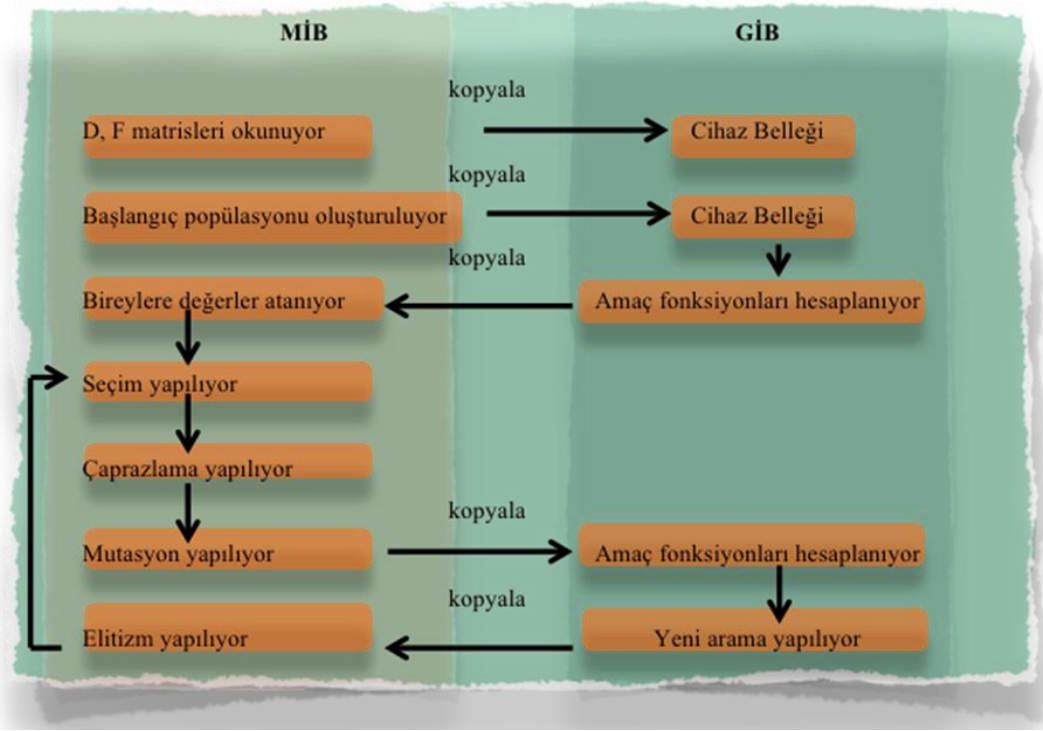 MİB
GİB
kopyala
D, F matrisleri okunuyor
Cihaz Belleği
kopyala
Başlangıç popülasyonu oluşturuluyor
Cihaz Belleği
kopyala
Bireylere değerler atanıyor
Amaç fonksiyonları hesaplanıyor
Seçim yapılıyor
Çaprazlama yapılıyor
kopyala
Mutasyon yapılıyor
Amaç fonksiyonları hesaplanıyor
kopyala
Elitizm yapılıyor
Yeni arama yapılıyor